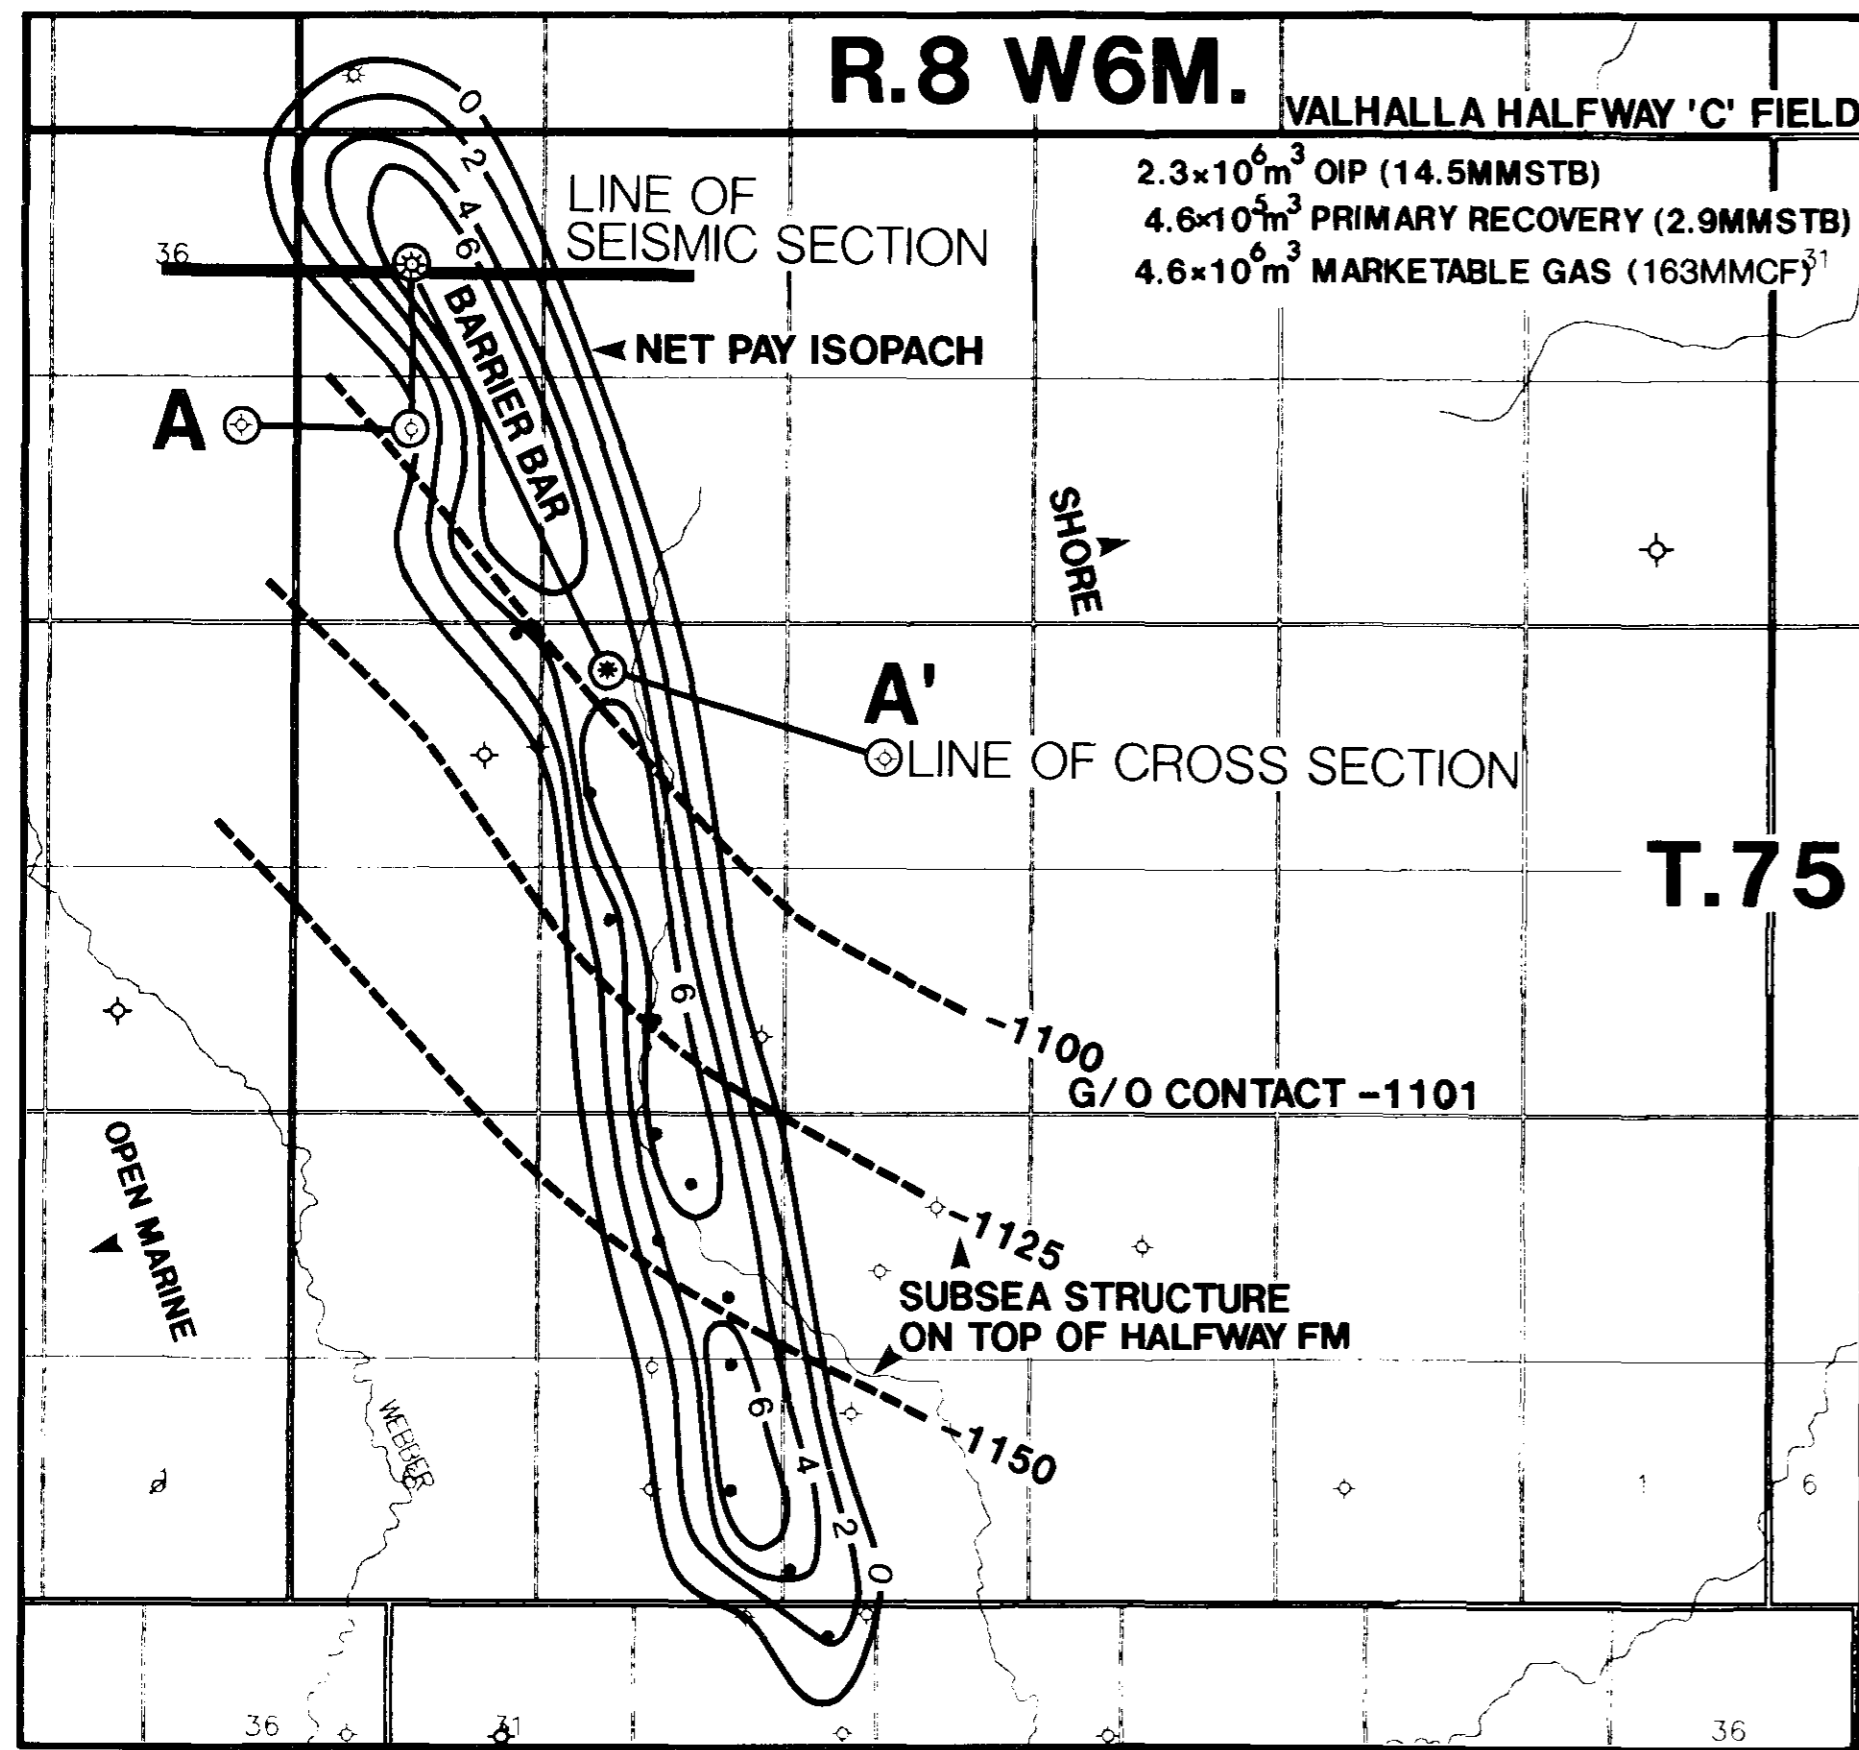 R.8 W6M.
VALHALLA HALFWAY 'C' FIELD
2.3×10⁶m³ OIP (14.5MMSTB)
4.6×10⁵m³ PRIMARY RECOVERY (2.9MMSTB)
4.6×10⁶m³ MARKETABLE GAS (163MMCF)
31
0
2
4
6
LINE OF
SEISMIC SECTION
36
BARRIER BAR
NET PAY ISOPACH
A
SHORE
A'
LINE OF CROSS SECTION
T.75
6
-1100
G/O CONTACT -1101
OPEN MARINE
-1125
SUBSEA STRUCTURE
ON TOP OF HALFWAY FM
6
4
2
0
-1150
WEBBER
1
6
36
31
36